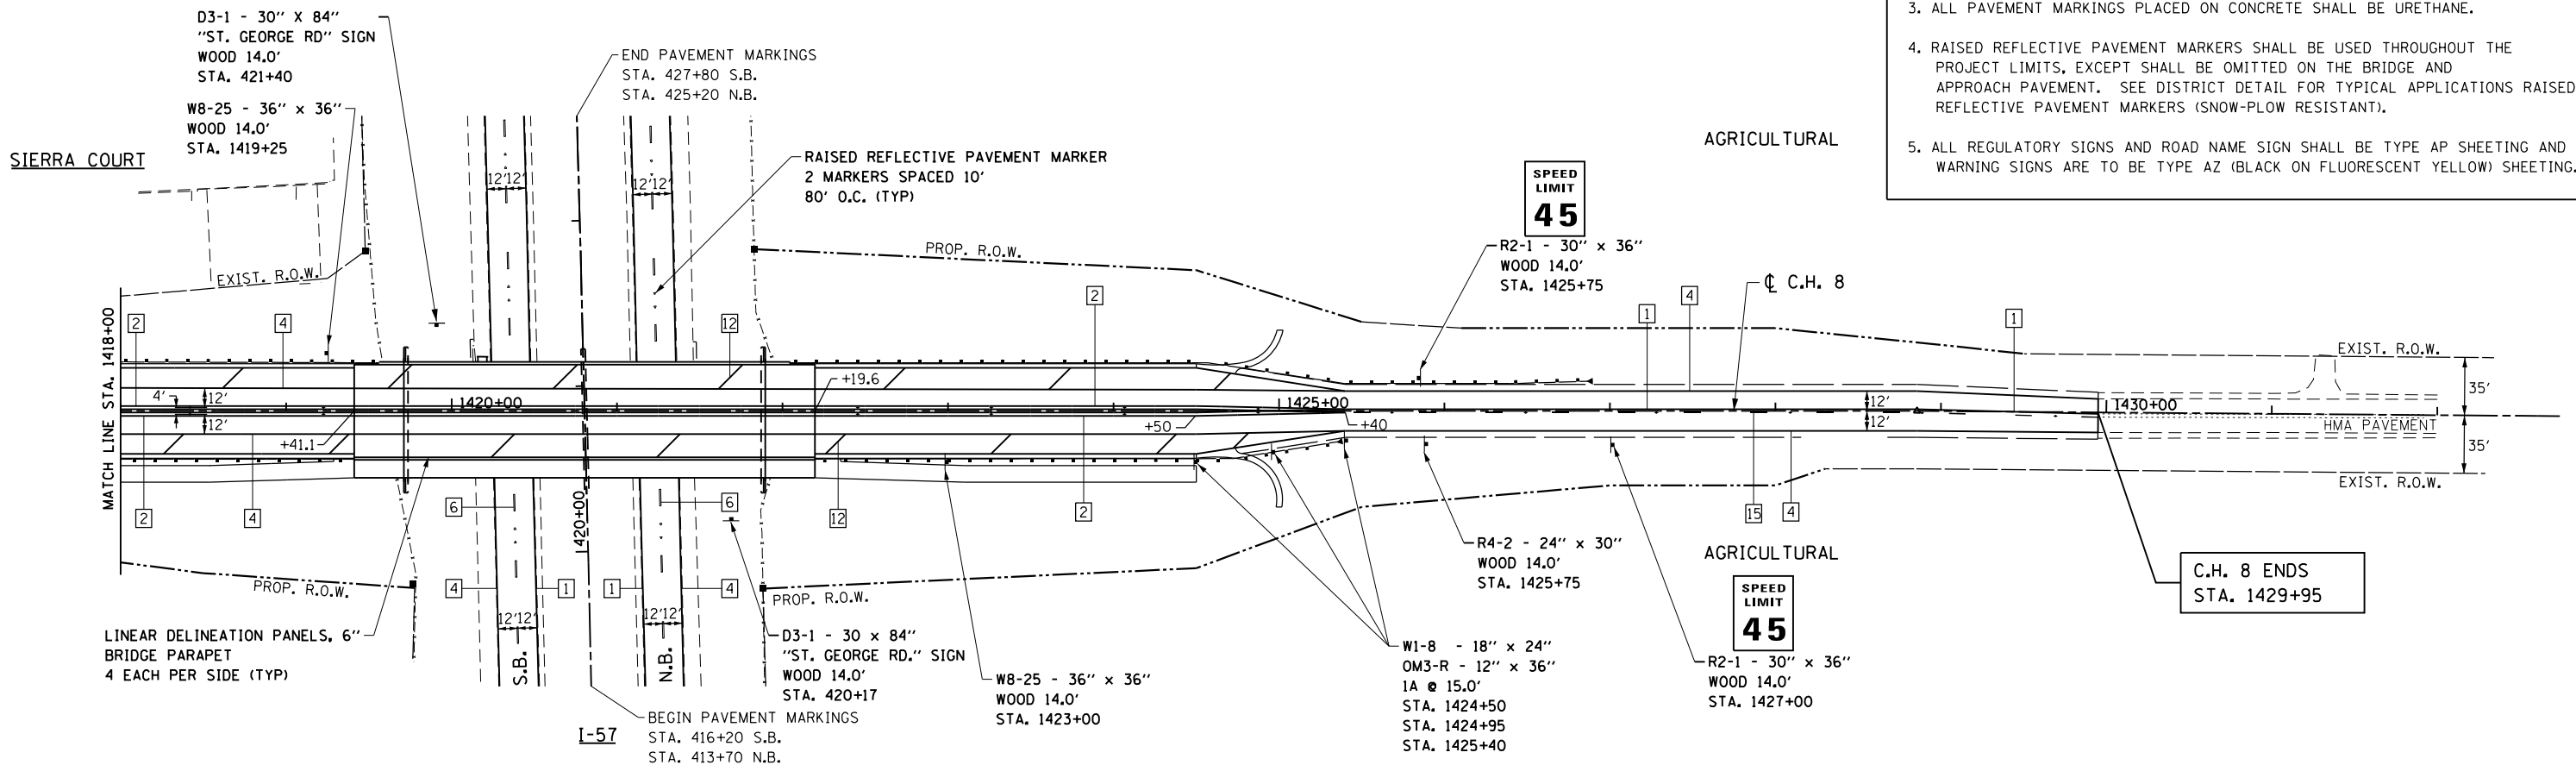 D3-1 - 30" X 84"
"ST. GEORGE RD" SIGN
WOOD 14.0'
STA. 421+40
W8-25 - 36" x 36"
WOOD 14.0'
STA. 1419+25
SIERRA COURT
END PAVEMENT MARKINGS
STA. 427+80 S.B.
STA. 425+20 N.B.
RAISED REFLECTIVE PAVEMENT MARKER
2 MARKERS SPACED 10'
80' O.C. (TYP)
12' 12'
12' 12'
3. ALL PAVEMENT MARKINGS PLACED ON CONCRETE SHALL BE URETHANE.
4. RAISED REFLECTIVE PAVEMENT MARKERS SHALL BE USED THROUGHOUT THE
PROJECT LIMITS, EXCEPT SHALL BE OMITTED ON THE BRIDGE AND
APPROACH PAVEMENT. SEE DISTRICT DETAIL FOR TYPICAL APPLICATIONS RAISED
REFLECTIVE PAVEMENT MARKERS (SNOW-PLOW RESISTANT).
5. ALL REGULATORY SIGNS AND ROAD NAME SIGN SHALL BE TYPE AP SHEETING AND
WARNING SIGNS ARE TO BE TYPE AZ (BLACK ON FLUORESCENT YELLOW) SHEETING.
AGRICULTURAL
SPEED
LIMIT
45
R2-1 - 30" x 36"
WOOD 14.0'
STA. 1425+75
PROP. R.O.W.
EXIST. R.O.W.
℄ C.H. 8
2
4
12
2
1
4
1
EXIST. R.O.W.
MATCH LINE STA. 1418+00
4'
12'
12'
+41.1
1420+00
+19.6
+50
1425+00
+40
12'
12'
1430+00
HMA PAVEMENT
35'
35'
EXIST. R.O.W.
2
4
6
420+00
6
12
2
15
4
R4-2 - 24" x 30"
WOOD 14.0'
STA. 1425+75
AGRICULTURAL
SPEED
LIMIT
45
R2-1 - 30" x 36"
WOOD 14.0'
STA. 1427+00
C.H. 8 ENDS
STA. 1429+95
PROP. R.O.W.
4
1
1
4
PROP. R.O.W.
12' 12'
12' 12'
S.B.
N.B.
LINEAR DELINEATION PANELS, 6"
BRIDGE PARAPET
4 EACH PER SIDE (TYP)
D3-1 - 30 x 84"
"ST. GEORGE RD." SIGN
WOOD 14.0'
STA. 420+17
W8-25 - 36" x 36"
WOOD 14.0'
STA. 1423+00
W1-8 - 18" x 24"
OM3-R - 12" x 36"
1A @ 15.0'
STA. 1424+50
STA. 1424+95
STA. 1425+40
I-57
BEGIN PAVEMENT MARKINGS
STA. 416+20 S.B.
STA. 413+70 N.B.